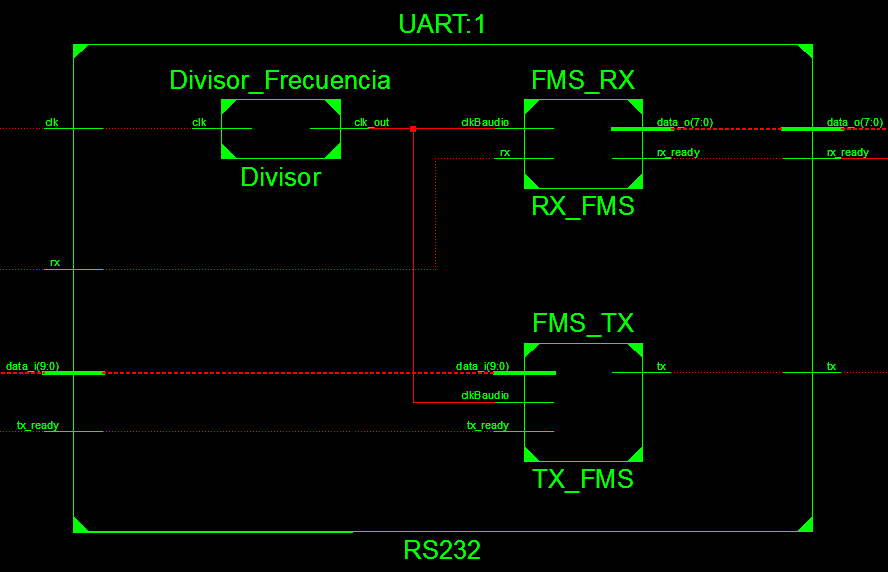 UART:1
Divisor_Frecuencia
FMS_RX
clk
clk
clk_out
clkBaudio
data_o(7:0)
data_o(7:0)
rx
rx_ready
rx_ready
Divisor
RX_FMS
rx
FMS_TX
data_i(9:0)
data_i(9:0)
tx
tx
clkBaudio
tx_ready
tx_ready
TX_FMS
RS232